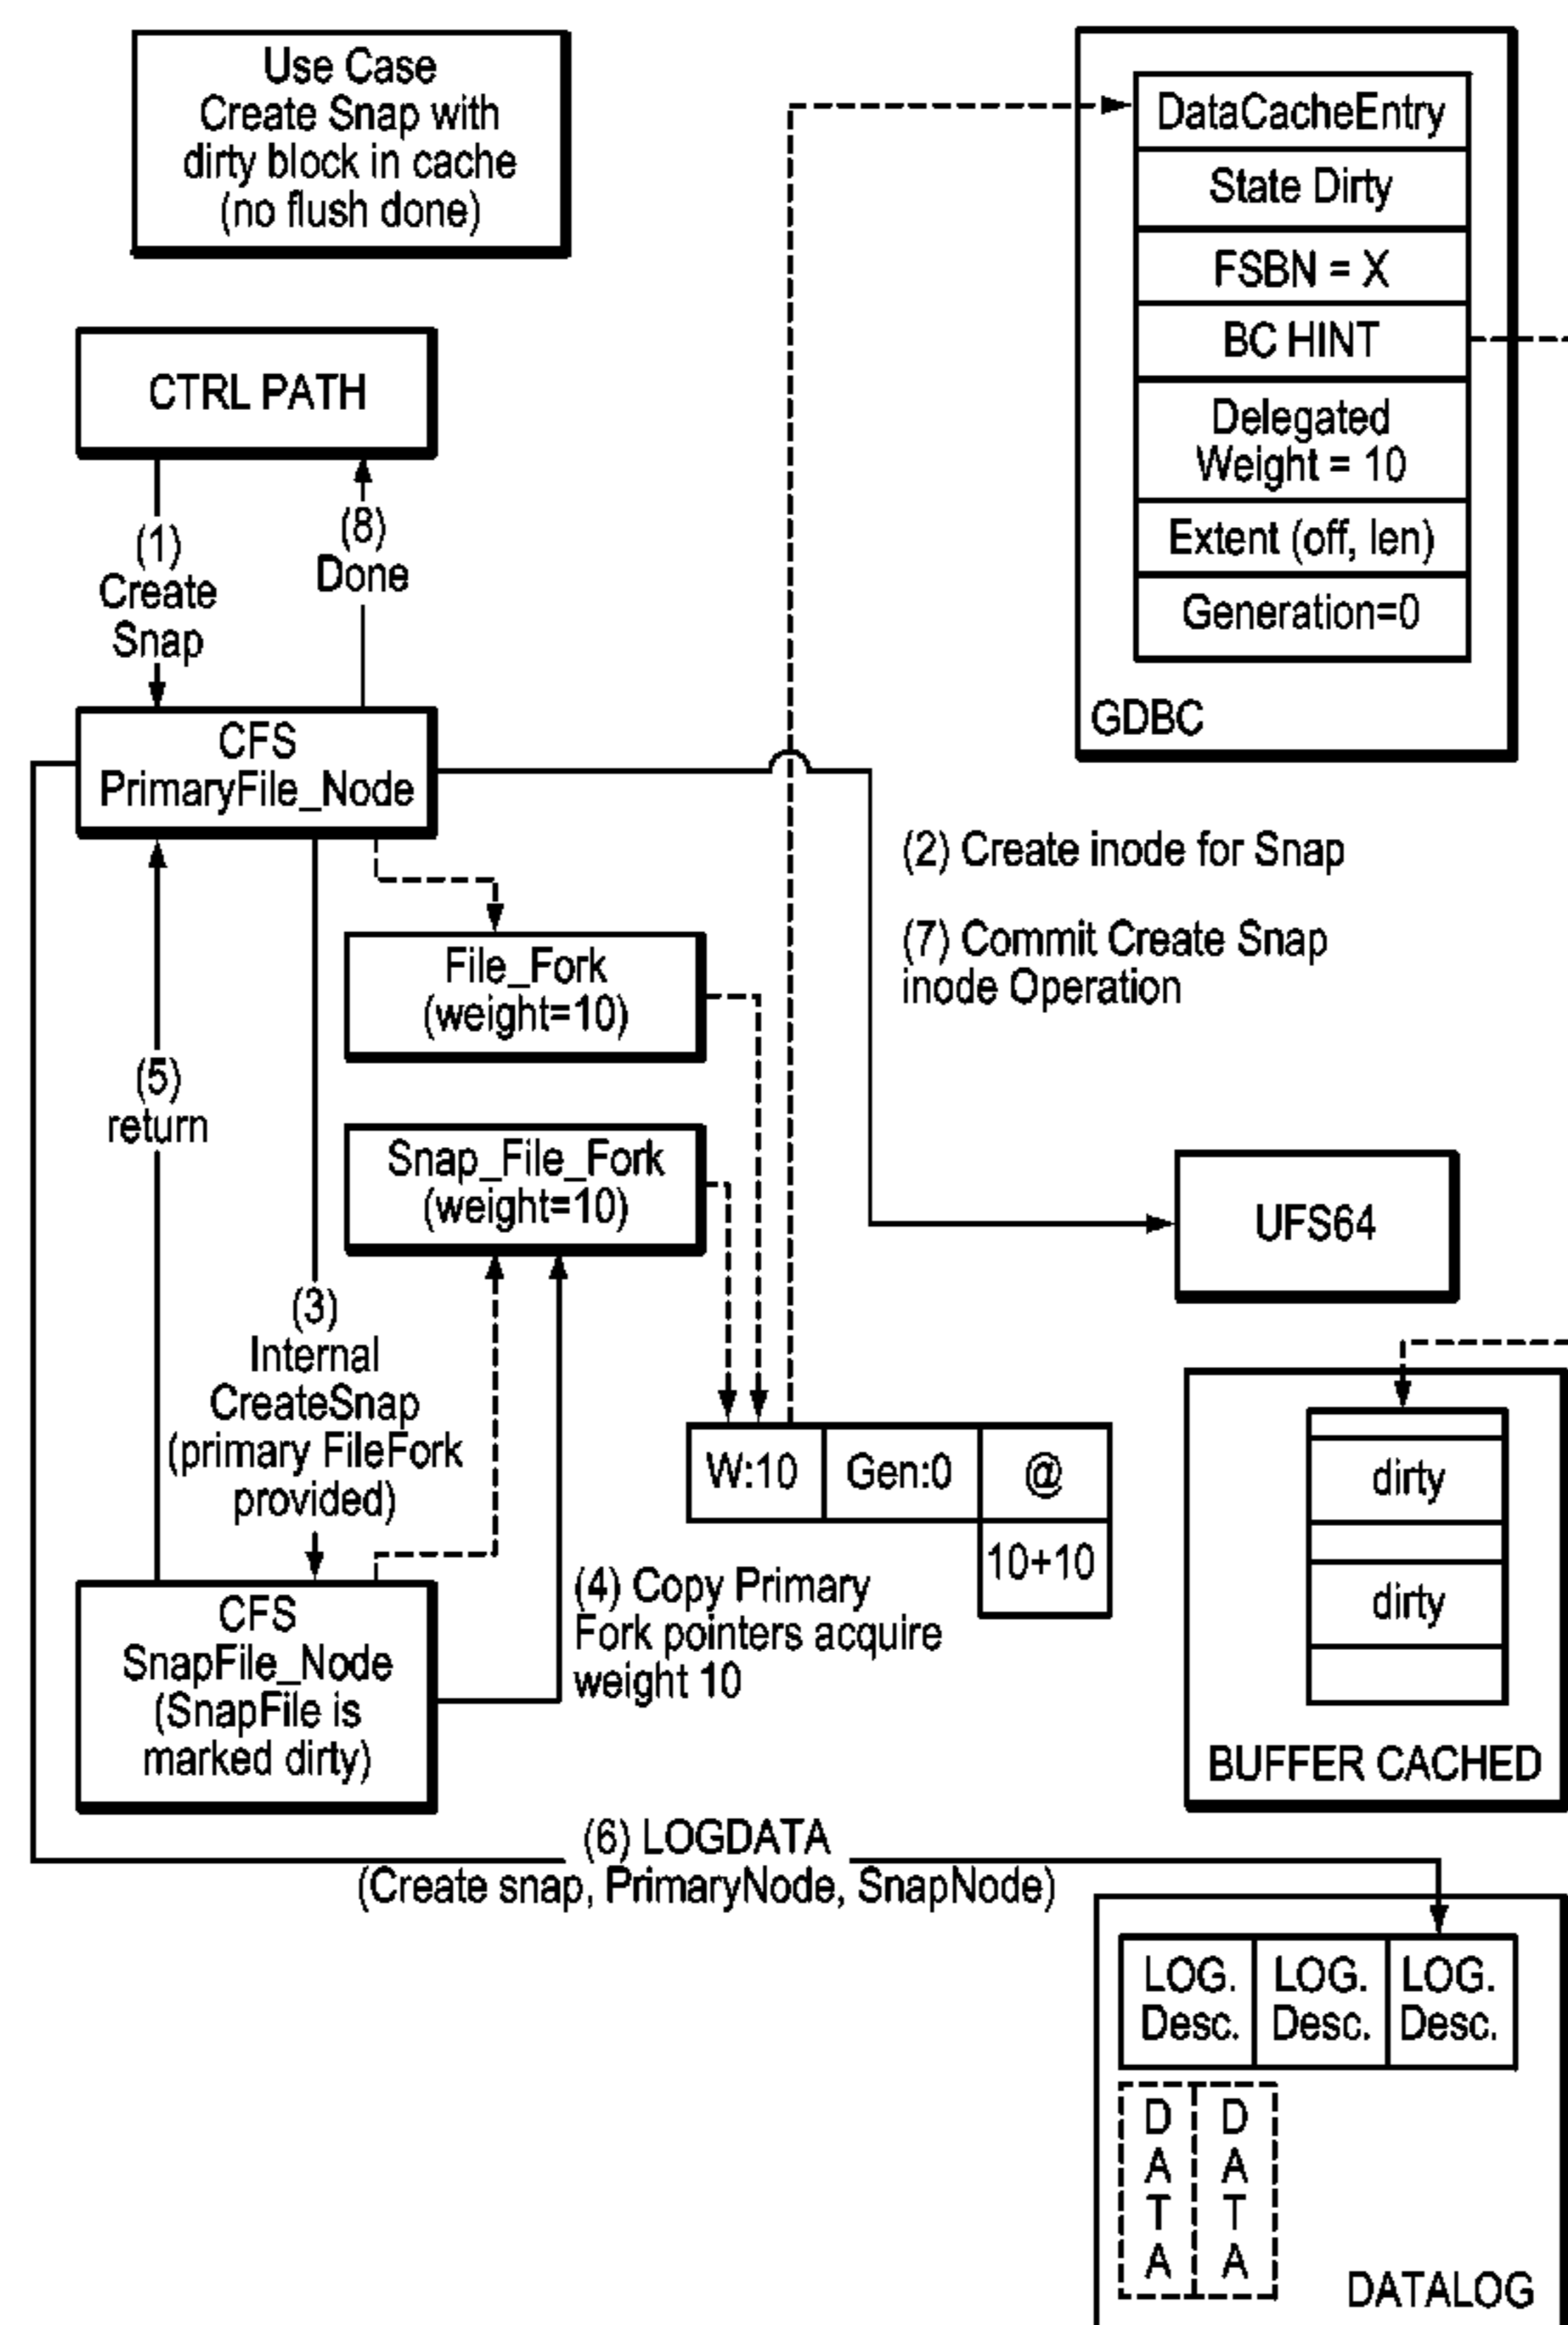 Use Case
Create Snap with
dirty block in cache
(no flush done)
DataCacheEntry
State Dirty
FSBN = X
BC HINT
Delegated
Weight = 10
Extent (off, len)
Generation=0
GDBC
CTRL PATH
(1)
Create
Snap
(8)
Done
CFS
PrimaryFile_Node
(2) Create inode for Snap
(7) Commit Create Snap
inode Operation
File_Fork
(weight=10)
(5)
return
Snap_File_Fork
(weight=10)
UFS64
(3)
Internal
CreateSnap
(primary FileFork
provided)
W:10
Gen:0
@
10+10
dirty
dirty
BUFFER CACHED
(4) Copy Primary
Fork pointers acquire
weight 10
CFS
SnapFile_Node
(SnapFile is
marked dirty)
(6) LOGDATA
(Create snap, PrimaryNode, SnapNode)
LOG.
Desc.
LOG.
Desc.
LOG.
Desc.
D
A
T
A
D
A
T
A
DATALOG